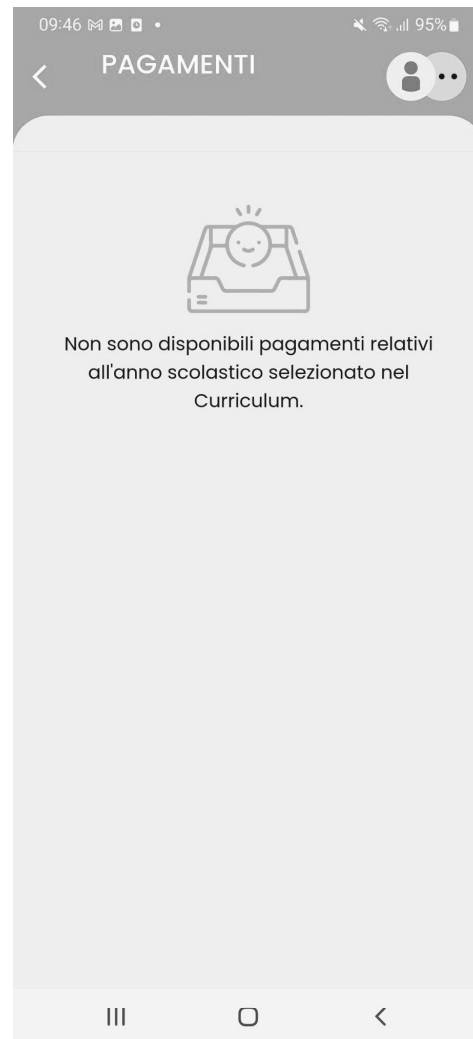 09:46
95%
PAGAMENTI
Non sono disponibili pagamenti relativi
all'anno scolastico selezionato nel
Curriculum.